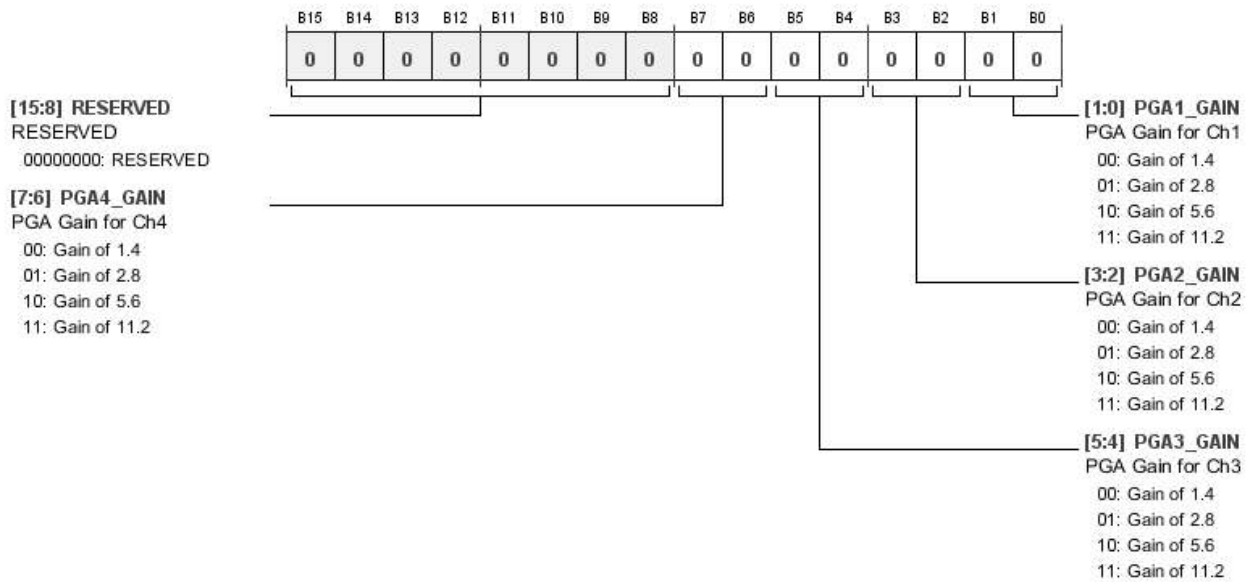 B15 B14 B13 B12 B11 B10 B9 B8 B7 B6 B5 B4 B3 B2 B1 B0
0 0 0 0 0 0 0 0 0 0 0 0 0 0 0 0
[15:8] RESERVED
RESERVED
00000000: RESERVED
[7:6] PGA4_GAIN
PGA Gain for Ch4
00: Gain of 1.4
01: Gain of 2.8
10: Gain of 5.6
11: Gain of 11.2
[1:0] PGA1_GAIN
PGA Gain for Ch1
00: Gain of 1.4
01: Gain of 2.8
10: Gain of 5.6
11: Gain of 11.2
[3:2] PGA2_GAIN
PGA Gain for Ch2
00: Gain of 1.4
01: Gain of 2.8
10: Gain of 5.6
11: Gain of 11.2
[5:4] PGA3_GAIN
PGA Gain for Ch3
00: Gain of 1.4
01: Gain of 2.8
10: Gain of 5.6
11: Gain of 11.2